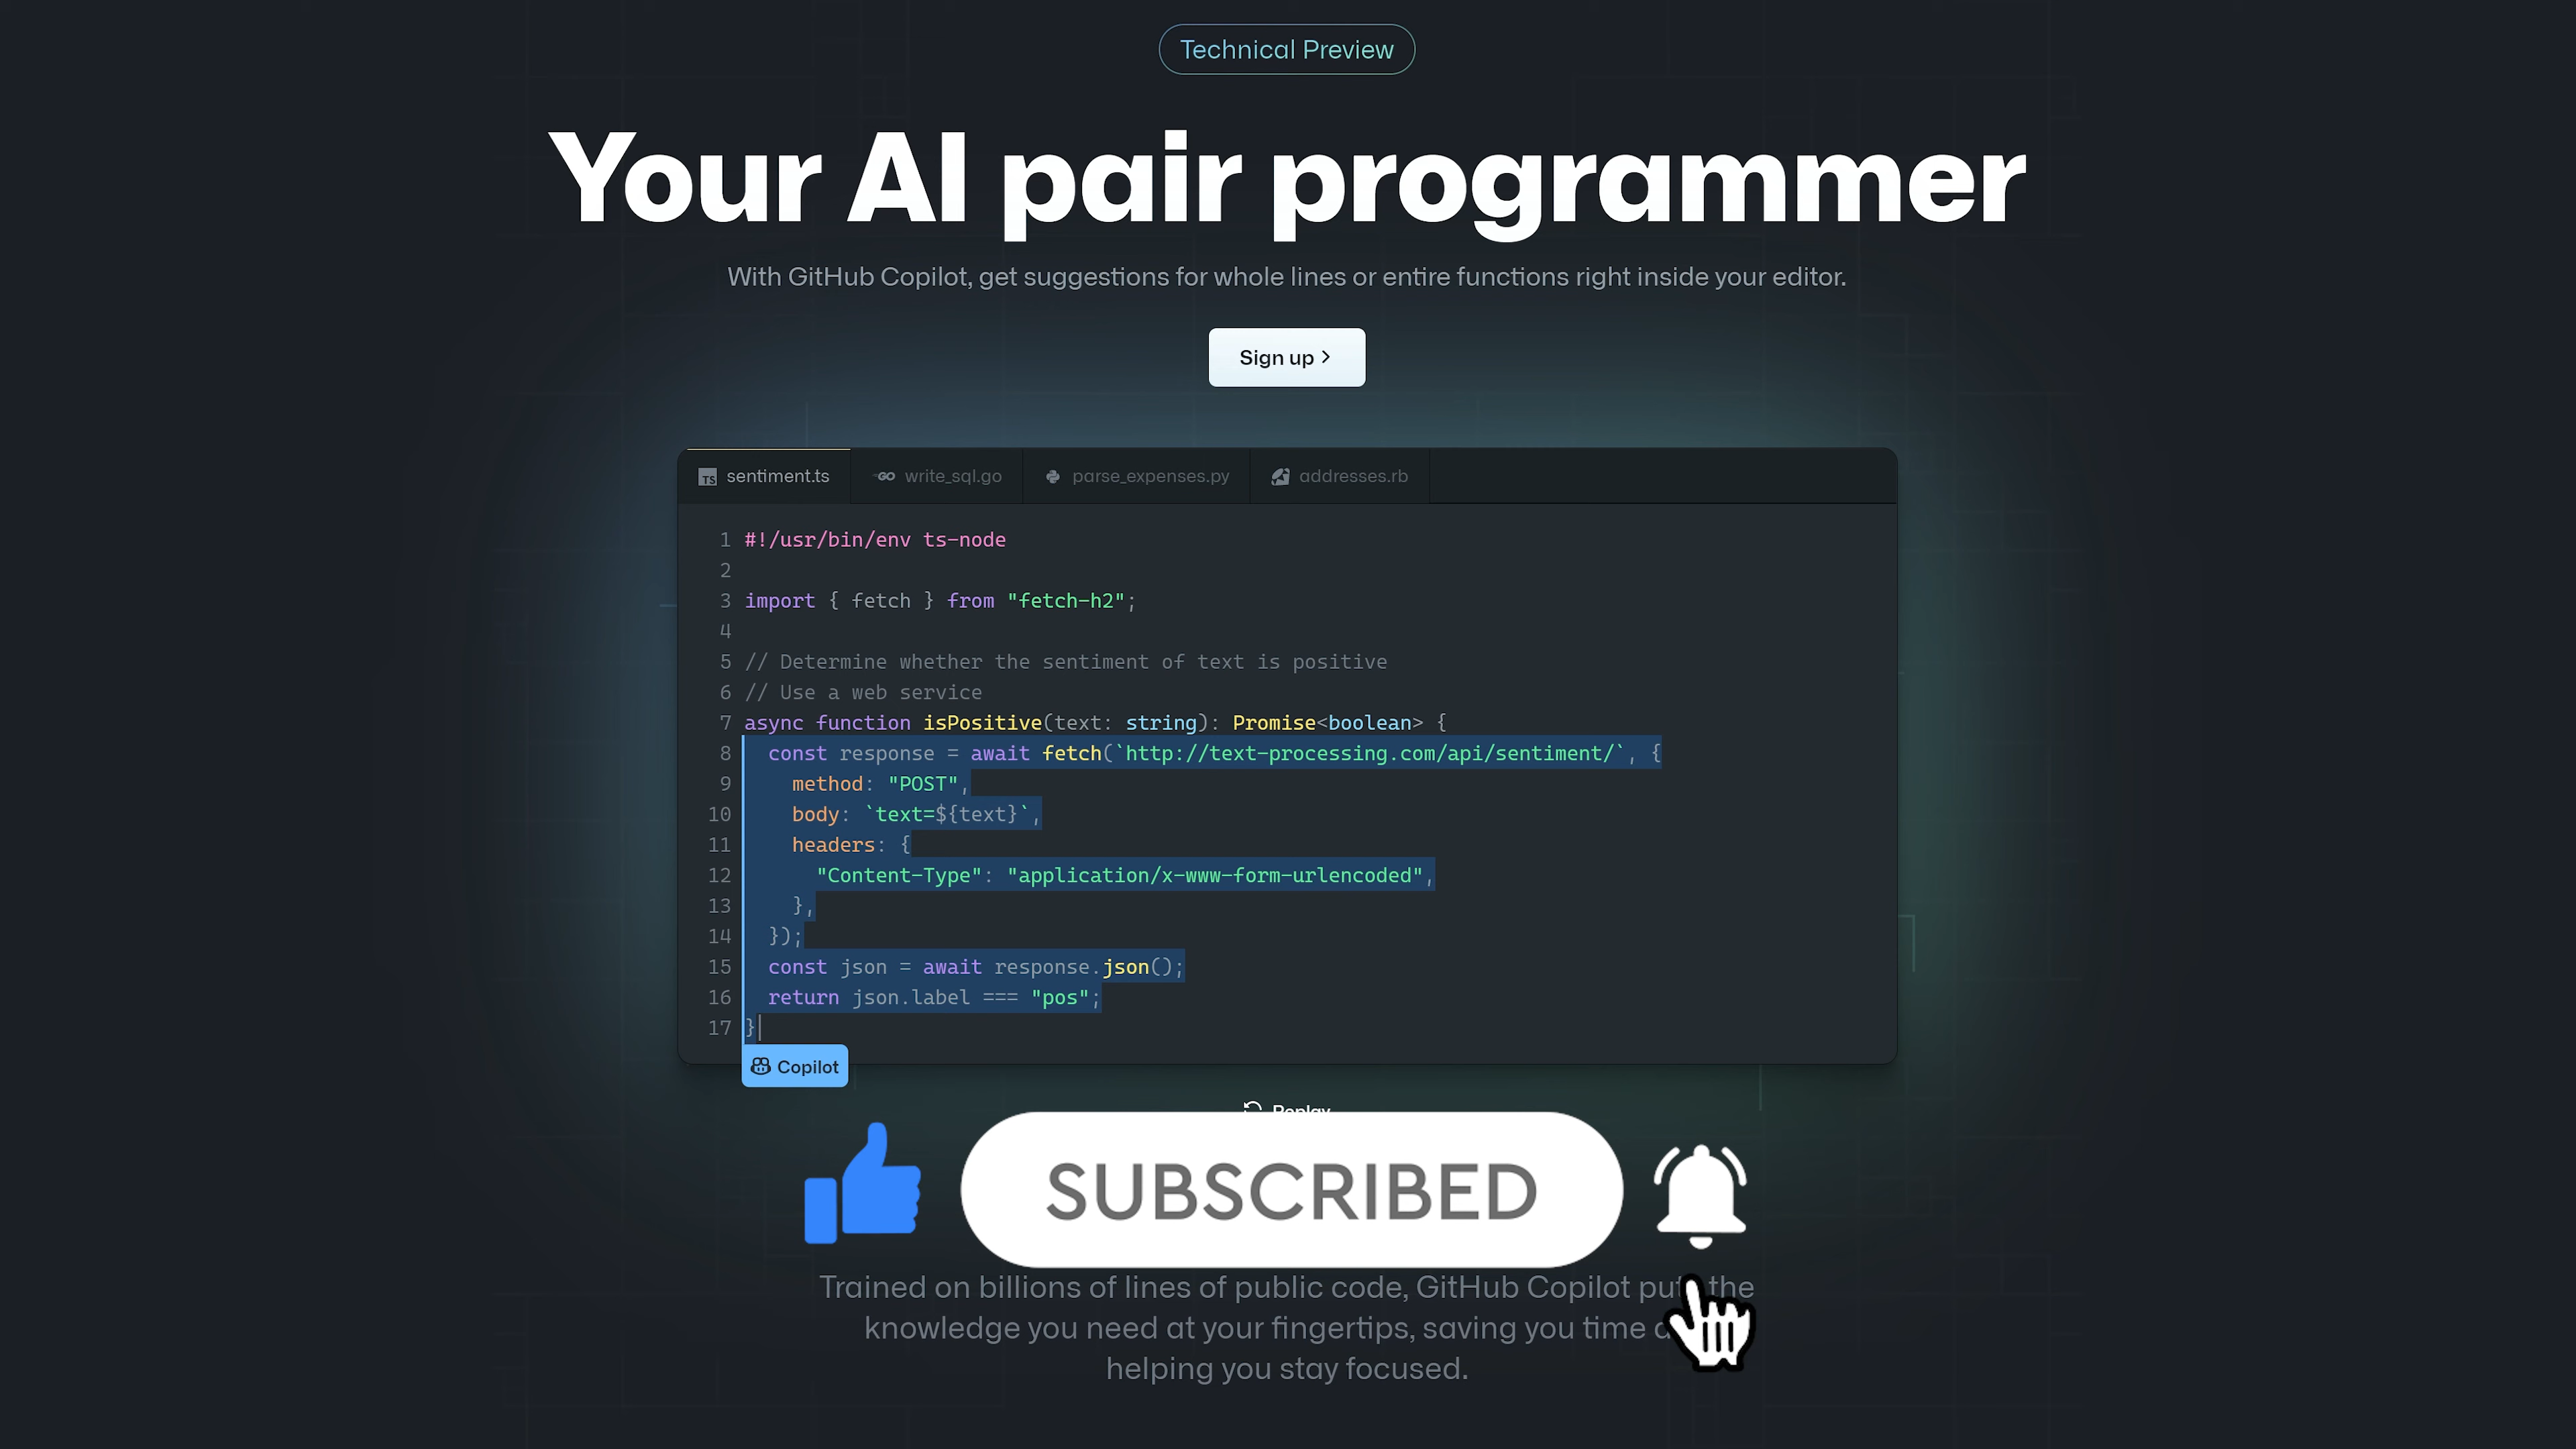 Technical Preview
Your AI pair programmer
With GitHub Copilot, get suggestions for whole lines or entire functions right inside your editor.
Sign up >
TS sentiment.ts GO write_sql.go parse_expenses.py addresses.rb
1 #!/usr/bin/env ts-node
2
3 import { fetch } from "fetch-h2";
4
5 // Determine whether the sentiment of text is positive
6 // Use a web service
7 async function isPositive(text: string): Promise<boolean> {
8 const response = await fetch(`http://text-processing.com/api/sentiment/`, {
9 method: "POST",
10 body: `text=${text}`,
11 headers: {
12 "Content-Type": "application/x-www-form-urlencoded",
13 },
14 });
15 const json = await response.json();
16 return json.label === "pos";
17 }
Copilot
Replay
SUBSCRIBED
Trained on billions of lines of public code, GitHub Copilot put the
knowledge you need at your fingertips, saving you time
helping you stay focused.